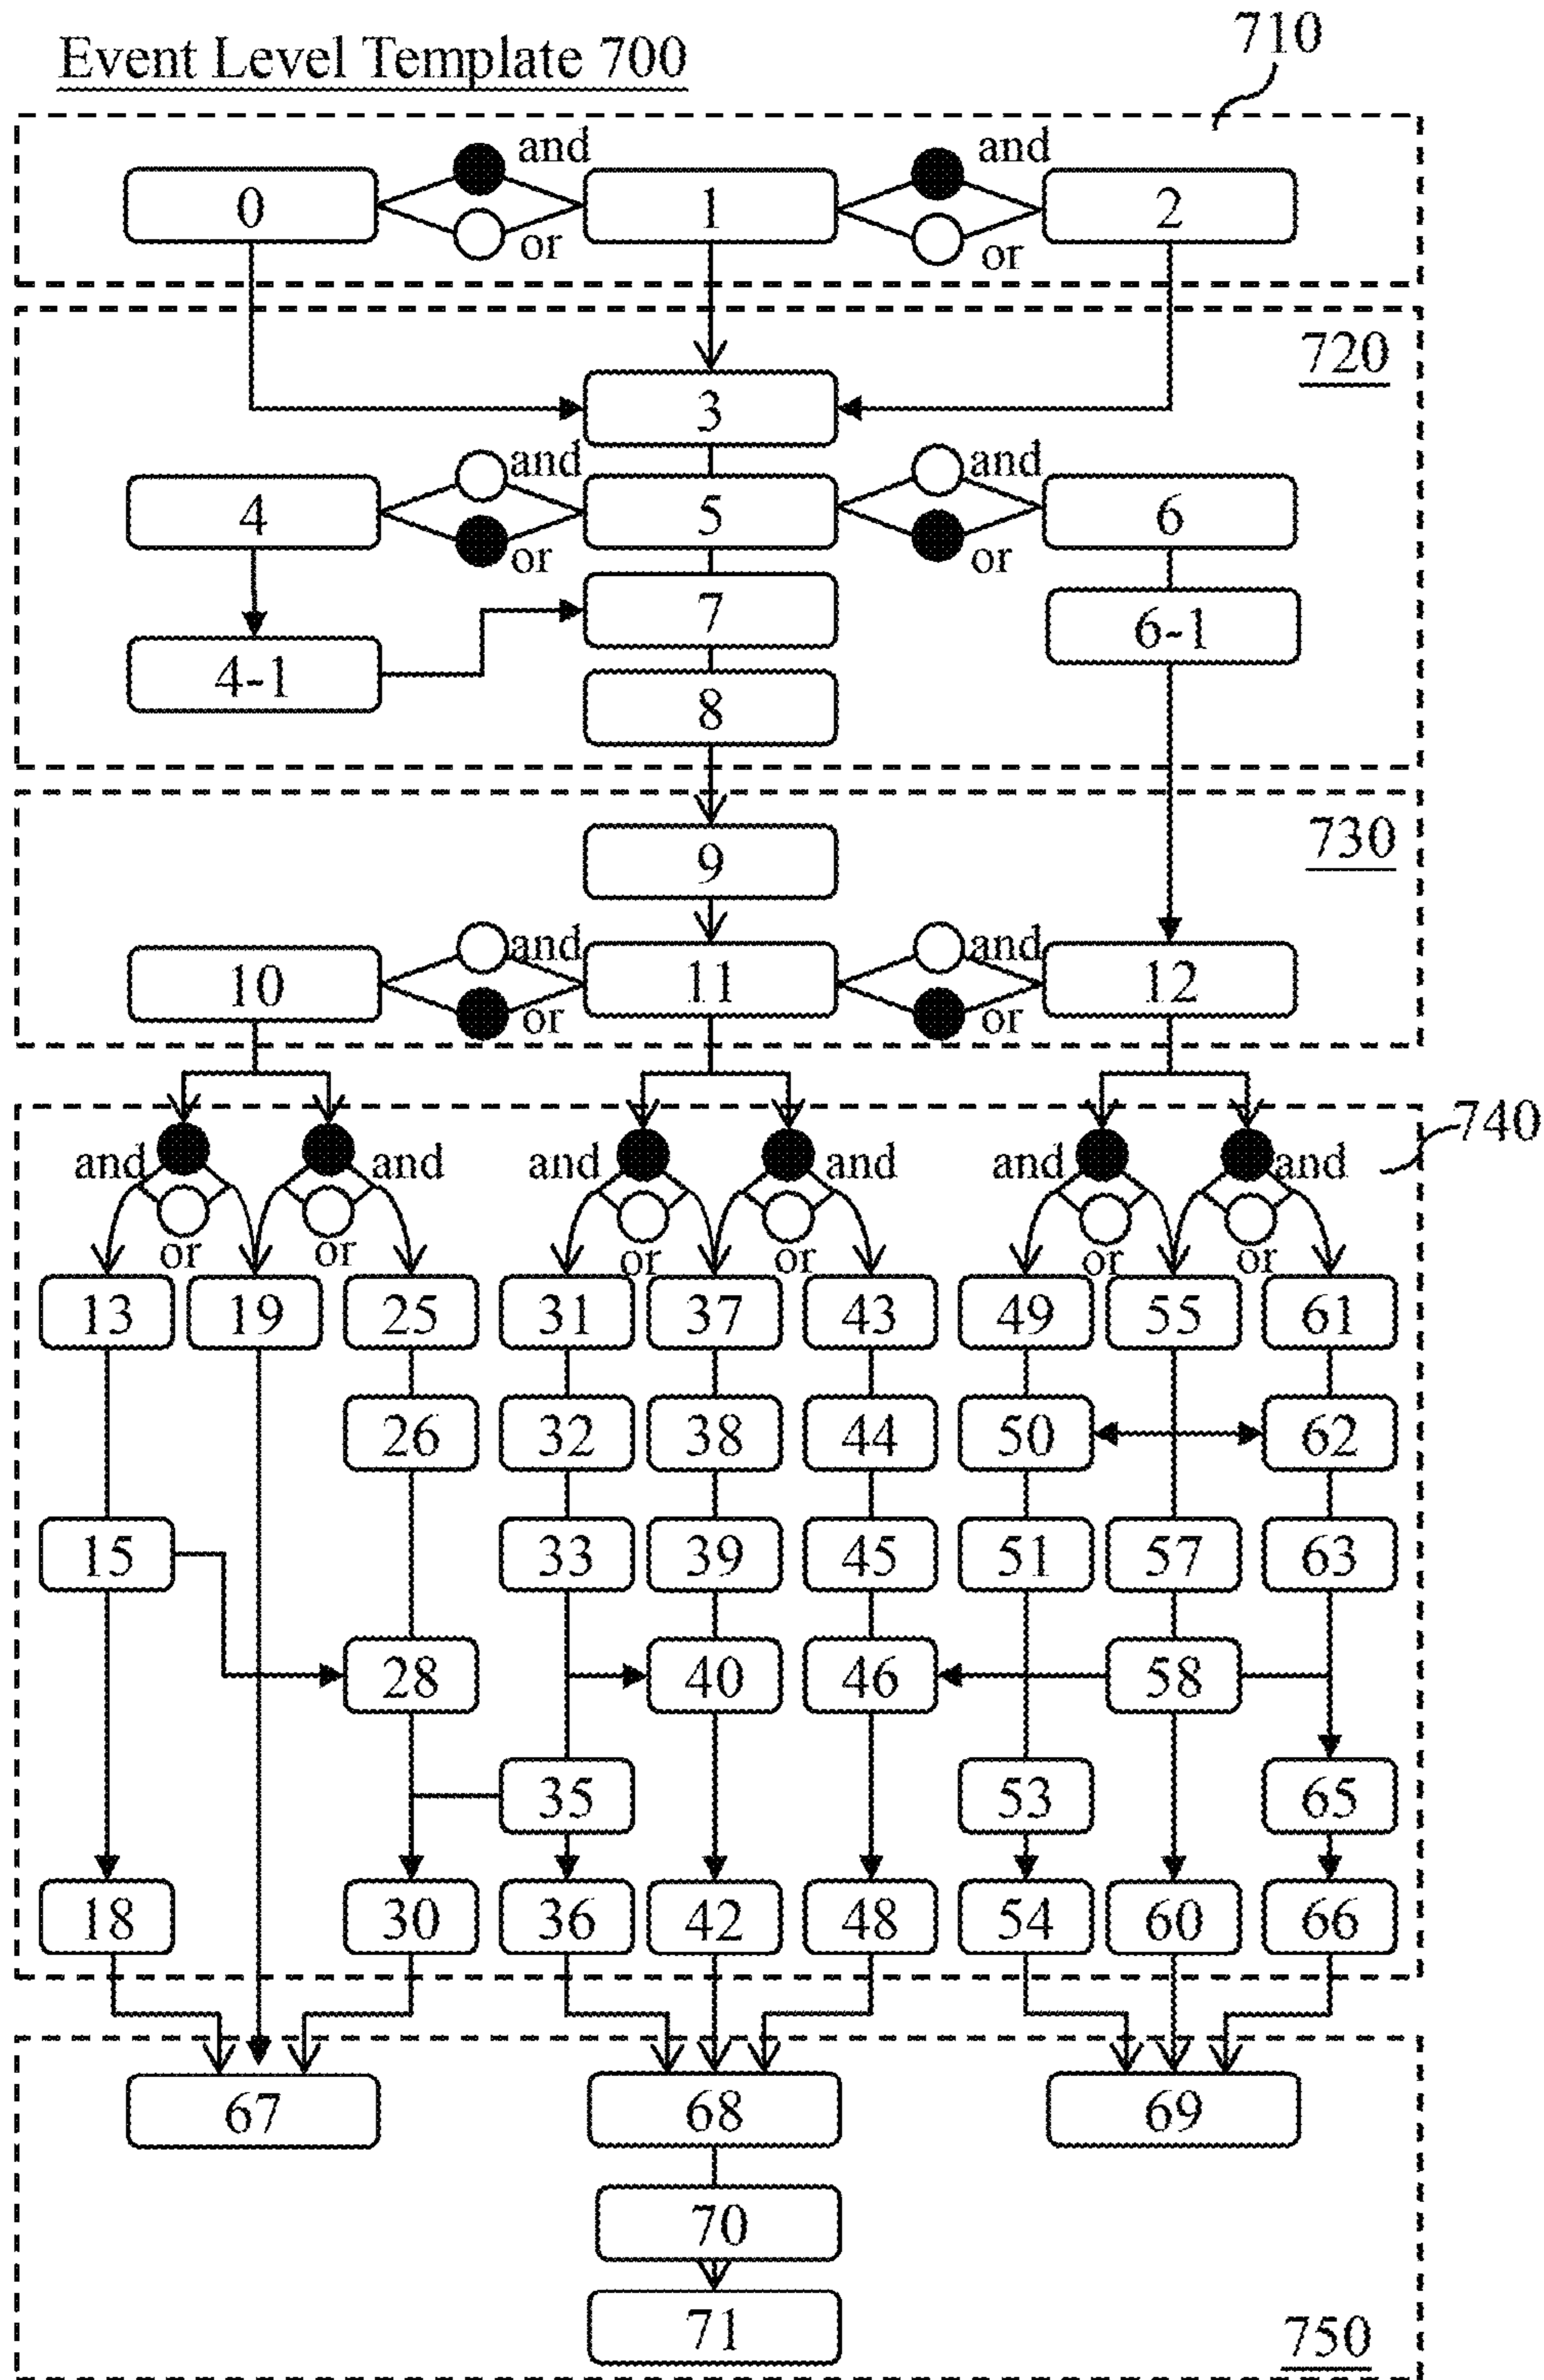 Event Level Template 700
710
and and
0 1 2
or or
720
3
and and
4 5 6
or or
7 6-1
4-1
8
730
9
and and
10 11 12
or or
740
and and and and and and
or or or or or or
13 19 25 31 37 43 49 55 61
26 32 38 44 50 62
15 33 39 45 51 57 63
28 40 46 58
35 53 65
18 30 36 42 48 54 60 66
67 68 69
70
71
750